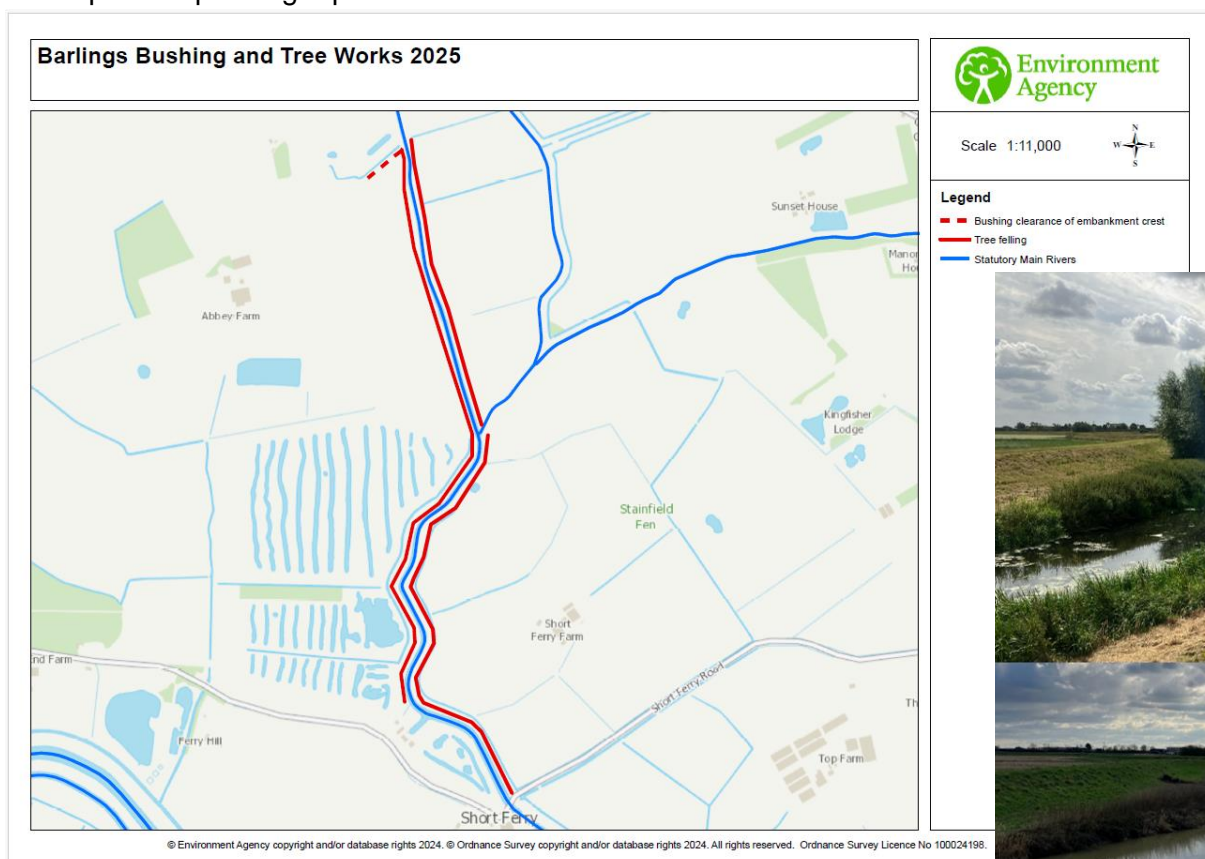 Barlings Bushing and Tree Works 2025
Environment
Agency
Scale 1:11,000
N
W
E
S
Legend
Bushing clearance of embankment crest
Tree felling
Statutory Main Rivers
Sunset House
Manor
Abbey Farm
Kingfisher
Lodge
Stainfield
Fen
Short
Ferry Farm
nd Farm
Short Ferry Road
Th
Ferry Hill
Top Farm
Short Ferry
© Environment Agency copyright and/or database rights 2024. © Ordnance Survey copyright and/or database rights 2024. All rights reserved. Ordnance Survey Licence No 100024198.